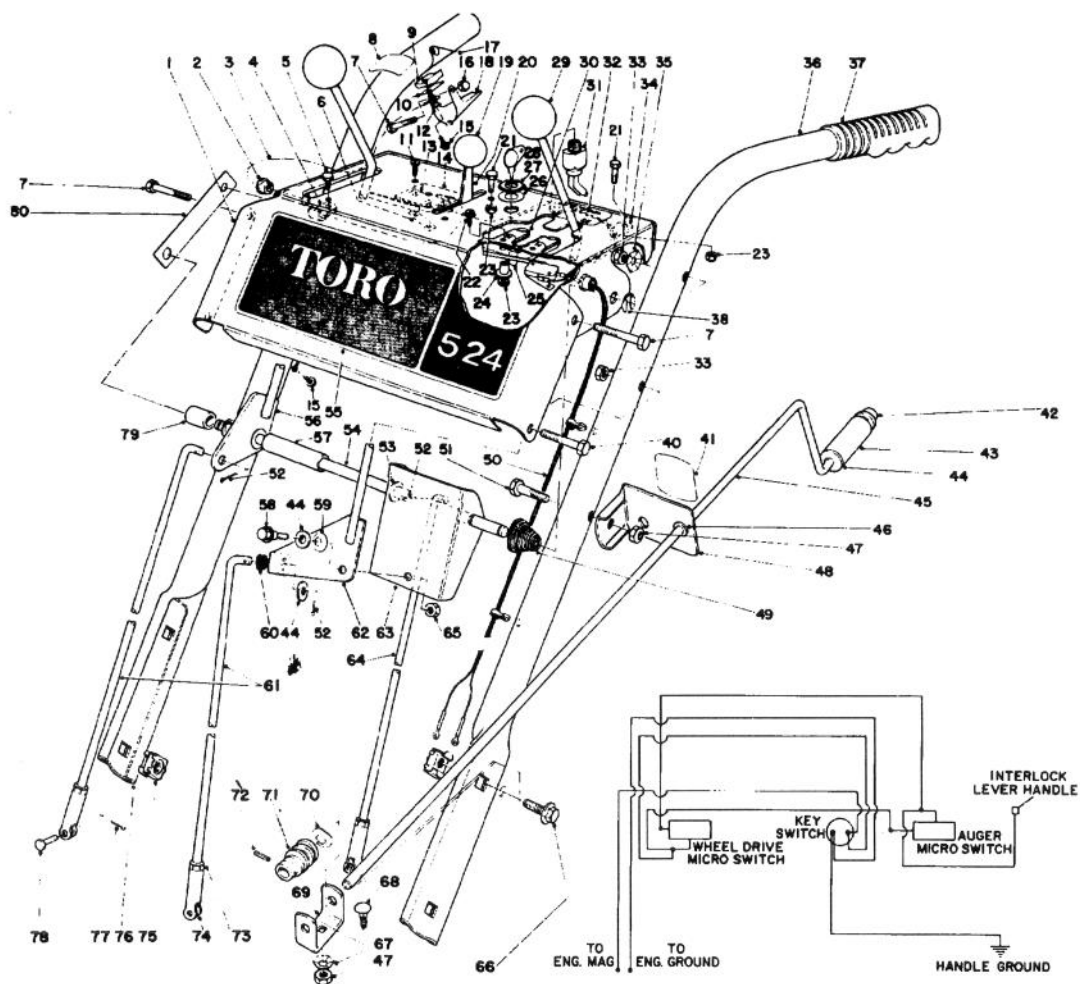 1 2 3 4 5 6 7 8 9 10 11 12 13 14 15 16 17 18 19 20 29 30 31 32 33 34 35 36 37
21 28 27 26 21
7
80
TORO
524
22 23 24 23 25
23
38
7
33
15 55
56
79
57 54 53 52 51 50 40 41 42
43
44
45
52
58 44 59
46
47
48
49
60 44 52 62 63 65
64
61
72 71 70
69 68
67
47
66
78 77 76 75 74 73
INTERLOCK
LEVER HANDLE
KEY
SWITCH
WHEEL DRIVE
MICRO SWITCH
AUGER
MICRO SWITCH
TO
ENG. MAG
TO
ENG. GROUND
HANDLE GROUND